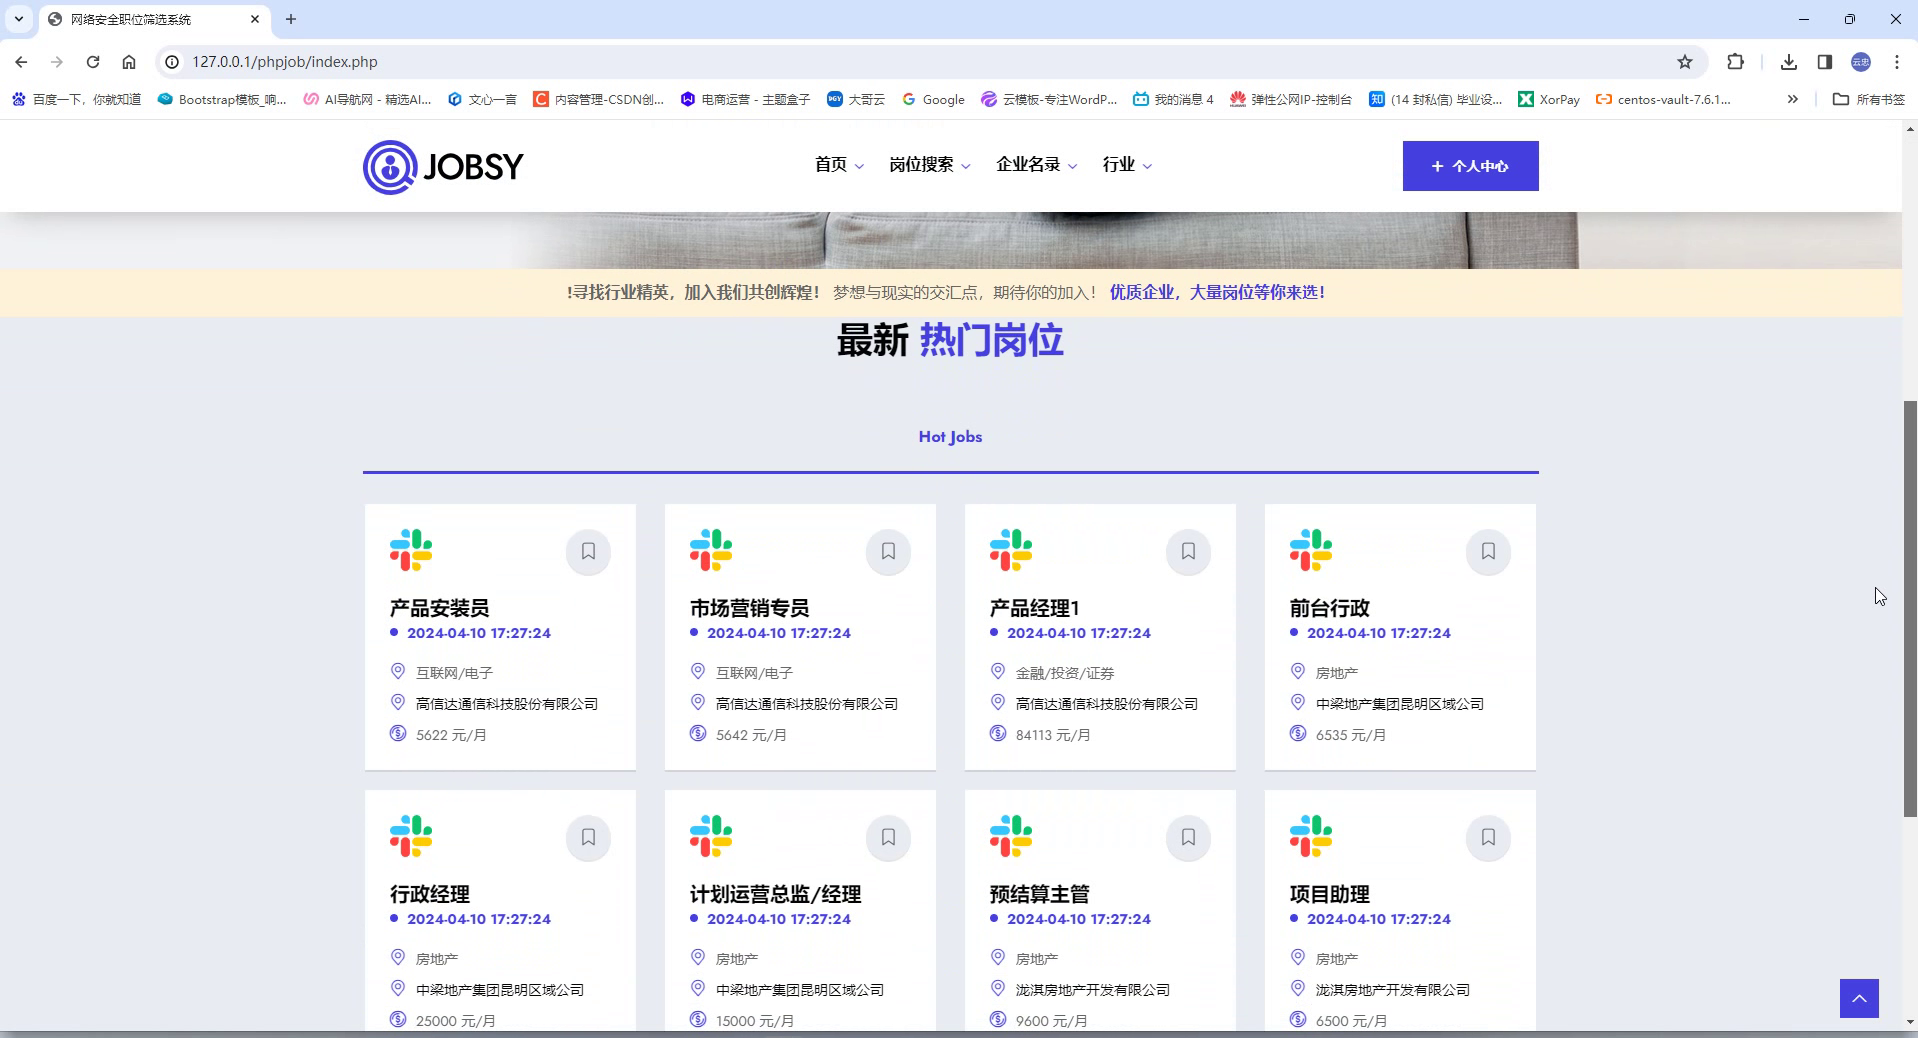 网络安全职位筛选系统
127.0.0.1/phpjob/index.php
云忠
百度一下，你就知道
Bootstrap模板_响...
AI导航网 - 精选AI...
文心一言
内容管理-CSDN创...
电商运营 - 主题盒子
大哥云
Google
云模板-专注WordP...
我的消息 4
弹性公网IP-控制台
(14 封私信) 毕业设...
XorPay
centos-vault-7.6.1...
所有书签
JOBSY
首页
岗位搜索
企业名录
行业
+ 个人中心
!寻找行业精英，加入我们共创辉煌！ 梦想与现实的交汇点，期待你的加入！ 优质企业，大量岗位等你来选！
最新 热门岗位
Hot Jobs
产品安装员
2024-04-10 17:27:24
互联网/电子
高信达通信科技股份有限公司
5622 元/月
市场营销专员
2024-04-10 17:27:24
互联网/电子
高信达通信科技股份有限公司
5642 元/月
产品经理1
2024-04-10 17:27:24
金融/投资/证券
高信达通信科技股份有限公司
84113 元/月
前台行政
2024-04-10 17:27:24
房地产
中梁地产集团昆明区域公司
6535 元/月
行政经理
2024-04-10 17:27:24
房地产
中梁地产集团昆明区域公司
25000 元/月
计划运营总监/经理
2024-04-10 17:27:24
房地产
中梁地产集团昆明区域公司
15000 元/月
预结算主管
2024-04-10 17:27:24
房地产
泷淇房地产开发有限公司
9600 元/月
项目助理
2024-04-10 17:27:24
房地产
泷淇房地产开发有限公司
6500 元/月